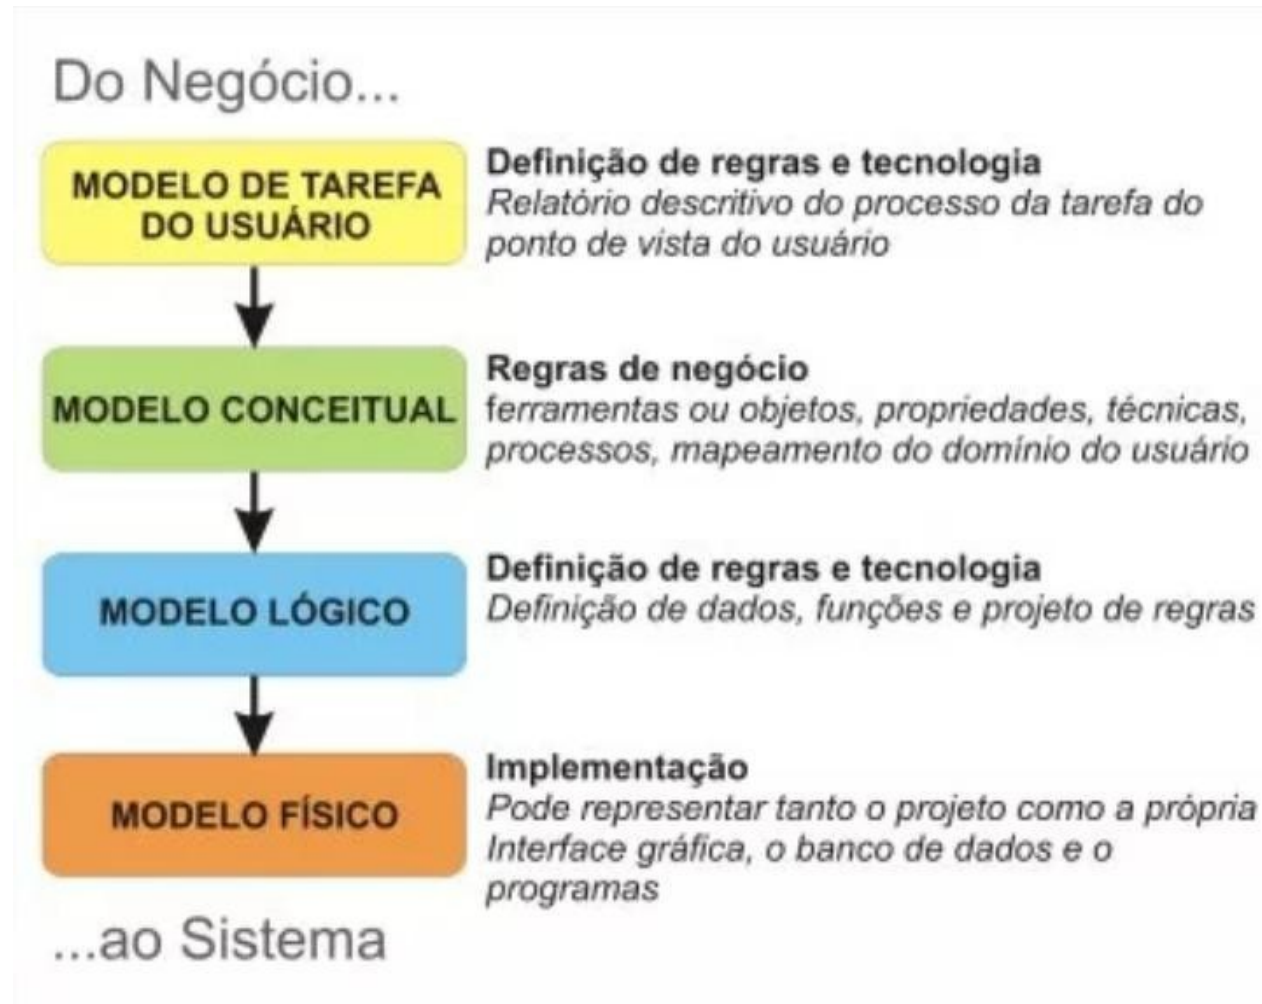 Do Negócio...
MODELO DE TAREFA
DO USUÁRIO
Definição de regras e tecnologia
Relatório descritivo do processo da tarefa do
ponto de vista do usuário
MODELO CONCEITUAL
Regras de negócio
ferramentas ou objetos, propriedades, técnicas,
processos, mapeamento do domínio do usuário
MODELO LÓGICO
Definição de regras e tecnologia
Definição de dados, funções e projeto de regras
MODELO FÍSICO
Implementação
Pode representar tanto o projeto como a própria
Interface gráfica, o banco de dados e o
programas
...ao Sistema